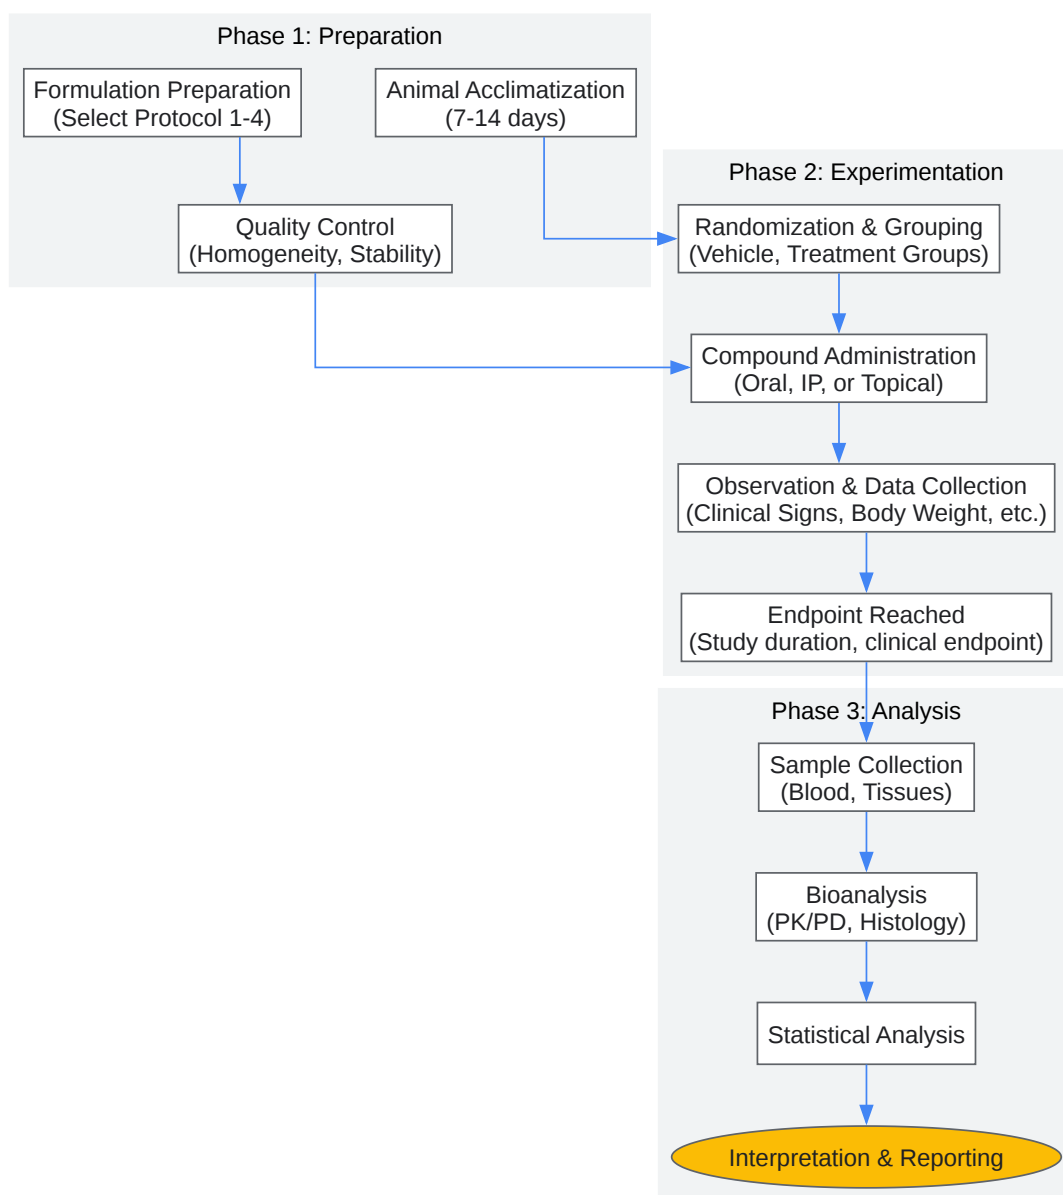 Phase 1: Preparation
Formulation Preparation
(Select Protocol 1-4)
Animal Acclimatization
(7-14 days)
Quality Control
(Homogeneity, Stability)
Phase 2: Experimentation
Randomization & Grouping
(Vehicle, Treatment Groups)
Compound Administration
(Oral, IP, or Topical)
Observation & Data Collection
(Clinical Signs, Body Weight, etc.)
Endpoint Reached
(Study duration, clinical endpoint)
Phase 3: Analysis
Sample Collection
(Blood, Tissues)
Bioanalysis
(PK/PD, Histology)
Statistical Analysis
Interpretation & Reporting